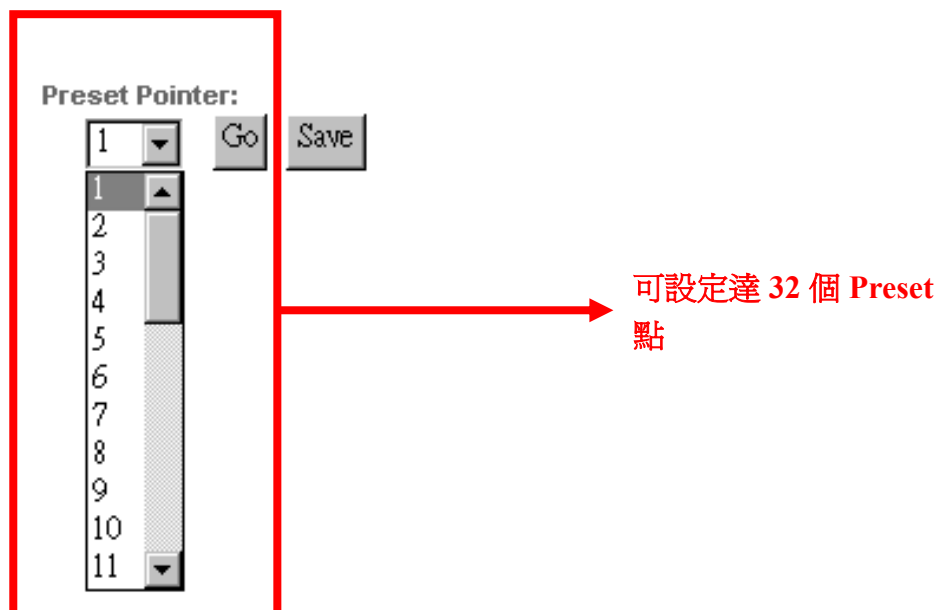 Preset Pointer:
1 Go Save
1
2
3
4
5
6
7
8
9
10
11
可設定達 32 個 Preset
點